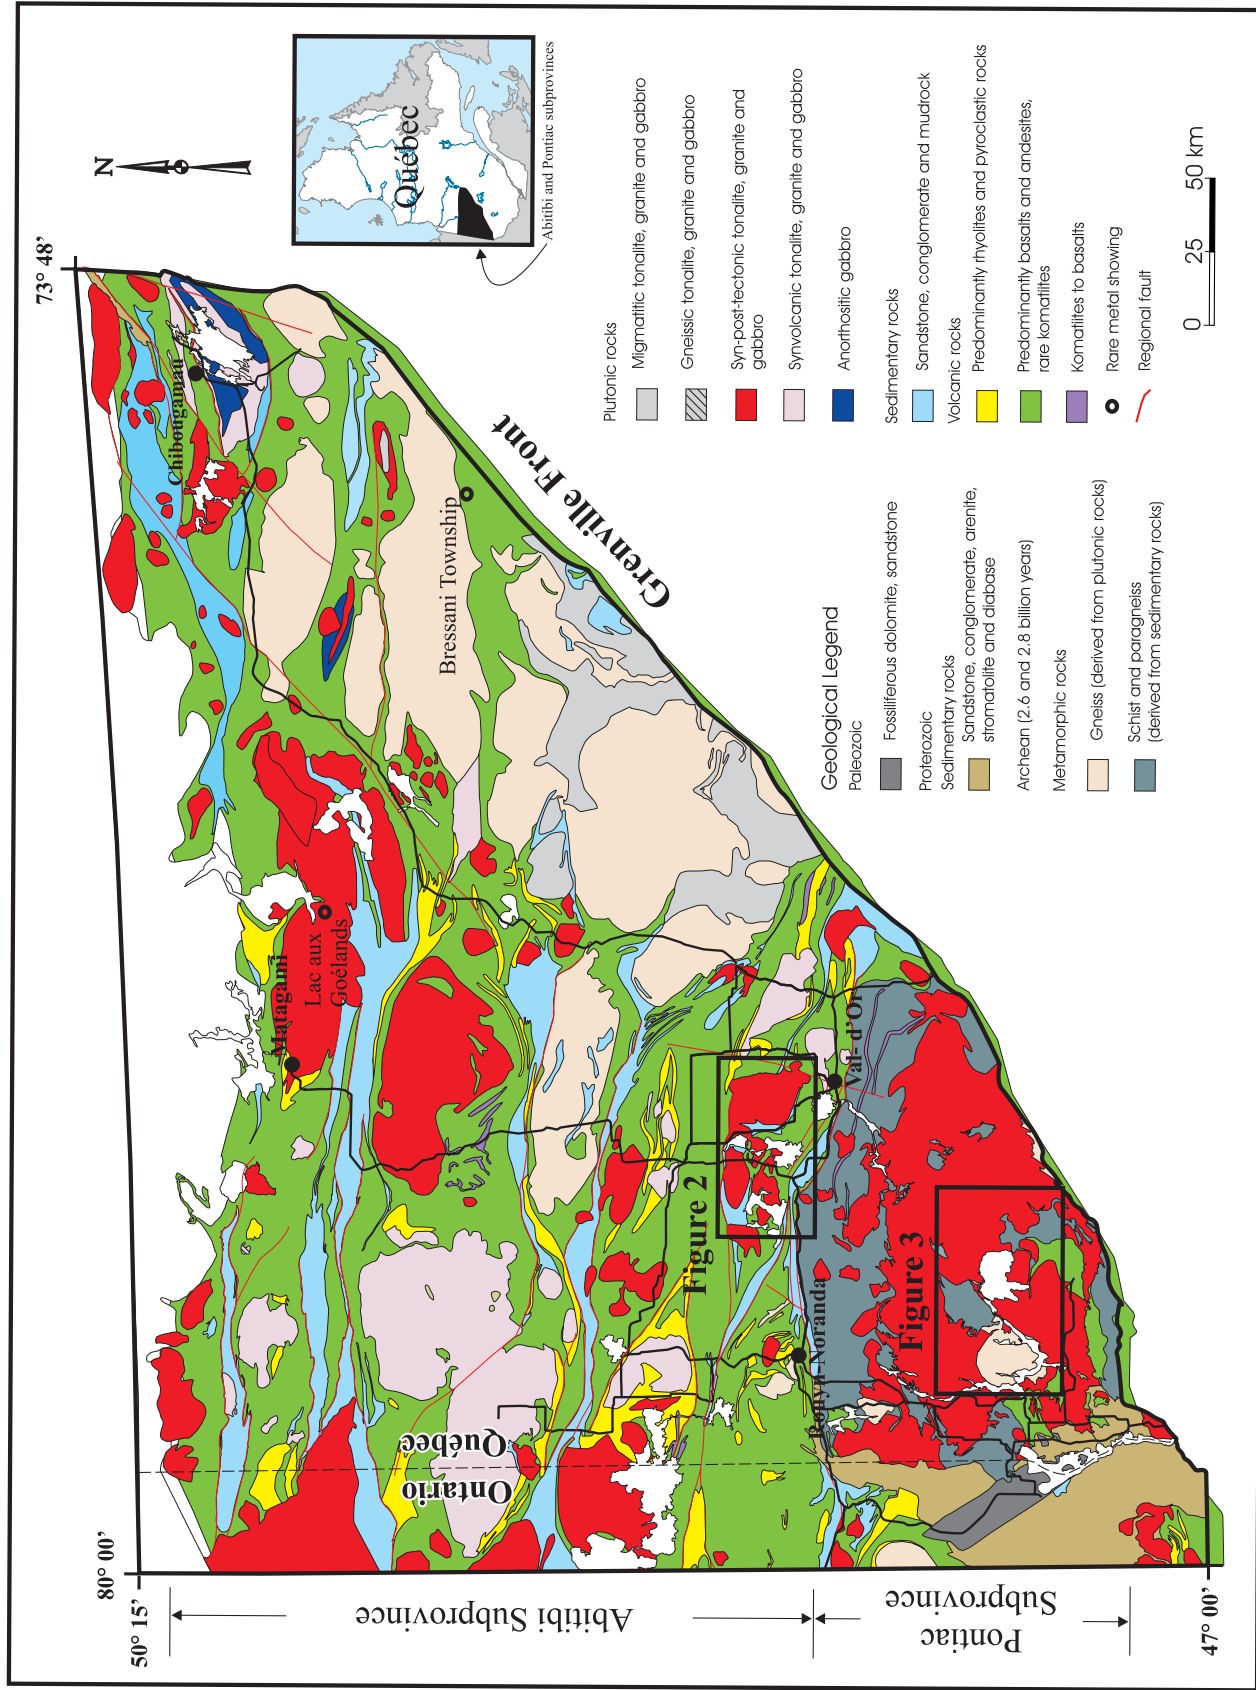 73° 48’
80° 00’
50° 15’
47° 00’
N
Québec
Abitibi and Pontiac subprovinces
Chibougamau
Matagami
Lac aux
Goélands
Bressani Township
Grenville Front
Val- d’Or
Rouyn-Noranda
Figure 2
Figure 3
Québec
Ontario
Abitibi Subprovince
Pontiac
Subprovince
Geological Legend
Paleozoic
Fossiliferous dolomite, sandstone
Proterozoic
Sedimentary rocks
Sandstone, conglomerate, arenite,
stromatolite and diabase
Archean (2.6 and 2.8 billion years)
Metamorphic rocks
Gneiss (derived from plutonic rocks)
Schist and paragneiss
(derived from sedimentary rocks)
Plutonic rocks
Migmatitic tonalite, granite and gabbro
Gneissic tonalite, granite and gabbro
Syn-post-tectonic tonalite, granite and
gabbro
Synvolcanic tonalite, granite and gabbro
Anorthositic gabbro
Sedimentary rocks
Sandstone, conglomerate and mudrock
Volcanic rocks
Predominantly rhyolites and pyroclastic rocks
Predominantly basalts and andesites,
rare komatiites
Komatiites to basalts
Rare metal showing
Regional fault
0 25 50 km